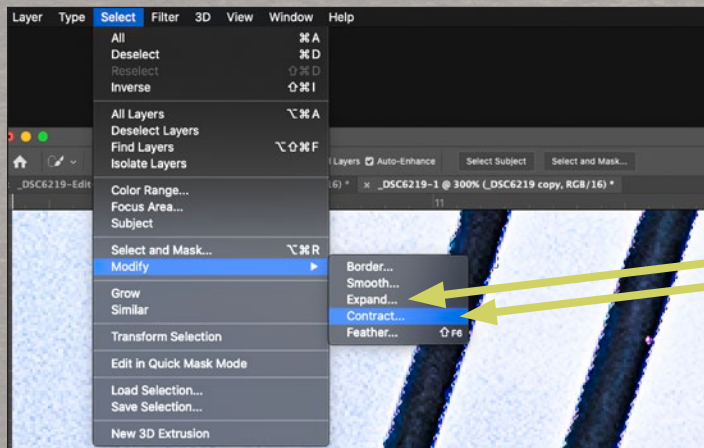 Layer Type Select Filter 3D View Window Help
All ⌘A
Deselect ⌘D
Reselect ⇧⌘D
Inverse ⇧⌘I
All Layers ⌥⌘A
Deselect Layers
Find Layers ⌥⇧⌘F
Isolate Layers
Layers Auto-Enhance Select Subject Select and Mask...
_DSC6219-Edit 16) * × _DSC6219-1 @ 300% (_DSC6219 copy, RGB/16) *
11
Color Range...
Focus Area...
Subject
Select and Mask... ⌥⌘R
Modify
Border...
Smooth...
Expand...
Contract...
Feather... ⇧F6
Grow
Similar
Transform Selection
Edit in Quick Mask Mode
Load Selection...
Save Selection...
New 3D Extrusion